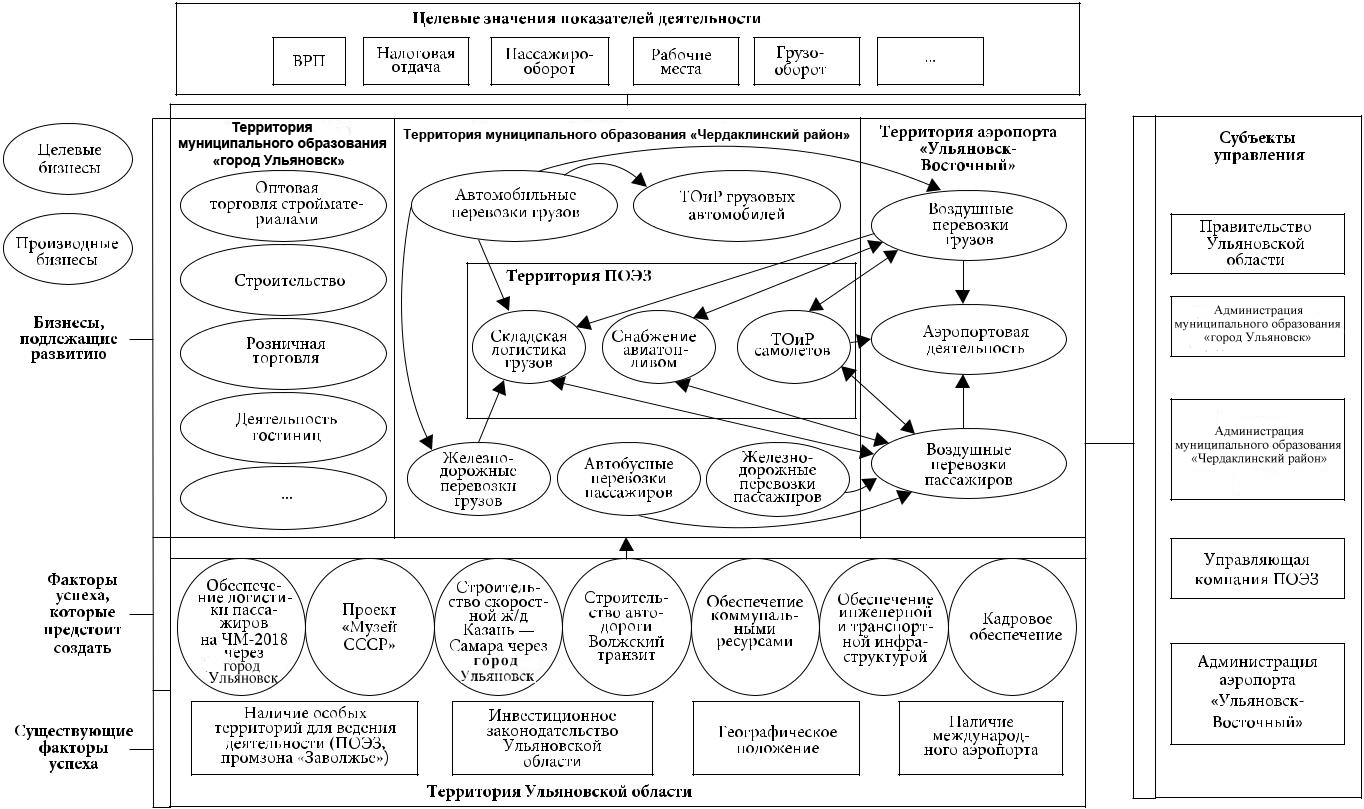 Целевые значения показателей деятельности
ВРП
Налоговая
отдача
Пассажиро-
оборот
Рабочие
места
Грузо-
оборот
...
Целевые
бизнесы
Производные
бизнесы
Бизнесы,
подлежащие
развитию
Территория
муниципального образования
«город Ульяновск»
Оптовая
торговля строймате-
риалами
Строительство
Розничная
торговля
Деятельность
гостиниц
...
Территория муниципального образования «Чердаклинский район»
Автомобильные
перевозки грузов
ТОиР грузовых
автомобилей
Территория ПОЭЗ
Складская
логистика
грузов
Снабжение
авиатоп-
ливом
ТОиР
самолетов
Железно-
дорожные
перевозки
грузов
Автобусные
перевозки
пассажиров
Железно-
дорожные
перевозки
пассажиров
Территория аэропорта
«Ульяновск-
Восточный»
Воздушные
перевозки
грузов
Аэропортовая
деятельность
Воздушные
перевозки
пассажиров
Субъекты
управления
Правительство
Ульяновской
области
Администрация
муниципального образования
«город Ульяновск»
Администрация
муниципального образования
«Чердаклинский район»
Управляющая
компания ПОЭЗ
Администрация
аэропорта
«Ульяновск-
Восточный»
Факторы
успеха,
которые
предстоит
создать
Обеспече-
ние логисти-
ки пасса-
жиров
на ЧМ-2018
через
город
Ульяновск
Проект
«Музей
СССР»
Строитель-
ство скорост-
ной ж/д
Казань —
Самара через
город
Ульяновск
Строитель-
ство авто-
дороги
Волжский
транзит
Обеспечение
коммуналь-
ными
ресурсами
Обеспечение
инженерной
и транспорт-
ной инфра-
структурой
Кадровое
обеспечение
Существующие
факторы
успеха
Наличие особых
территорий для ведения
деятельности (ПОЭЗ,
промзона «Заволжье»)
Инвестиционное
законодательство
Ульяновской
области
Географическое
положение
Наличие
международ-
ного аэропорта
Территория Ульяновской области